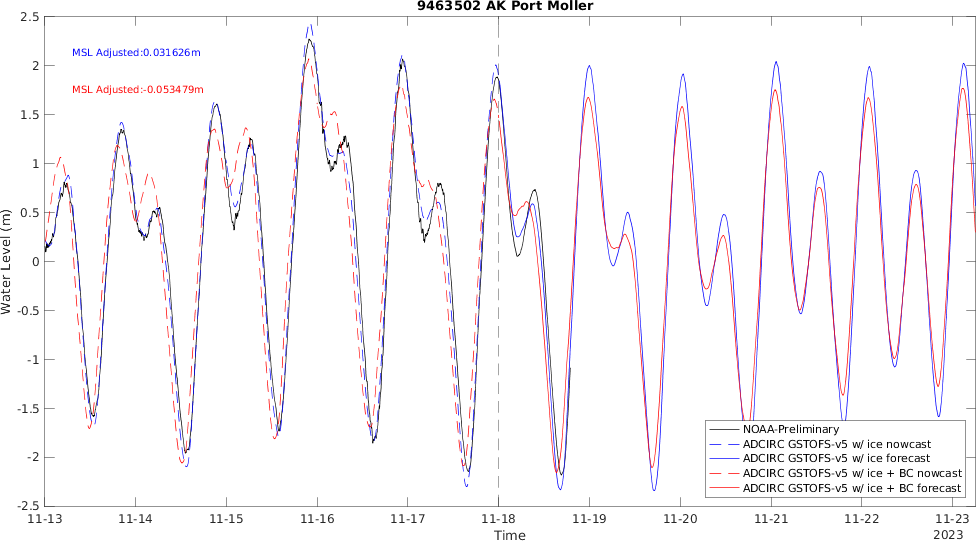 9463502 AK Port Moller
MSL Adjusted:0.031626m
MSL Adjusted:-0.053479m
Water Level (m)
2.5
2
1.5
1
0.5
0
-0.5
-1
-1.5
-2
-2.5
NOAA-Preliminary
ADCIRC GSTOFS-v5 w/ ice nowcast
ADCIRC GSTOFS-v5 w/ ice forecast
ADCIRC GSTOFS-v5 w/ ice + BC nowcast
ADCIRC GSTOFS-v5 w/ ice + BC forecast
11-13 11-14 11-15 11-16 11-17 11-18 11-19 11-20 11-21 11-22 11-23
Time
2023